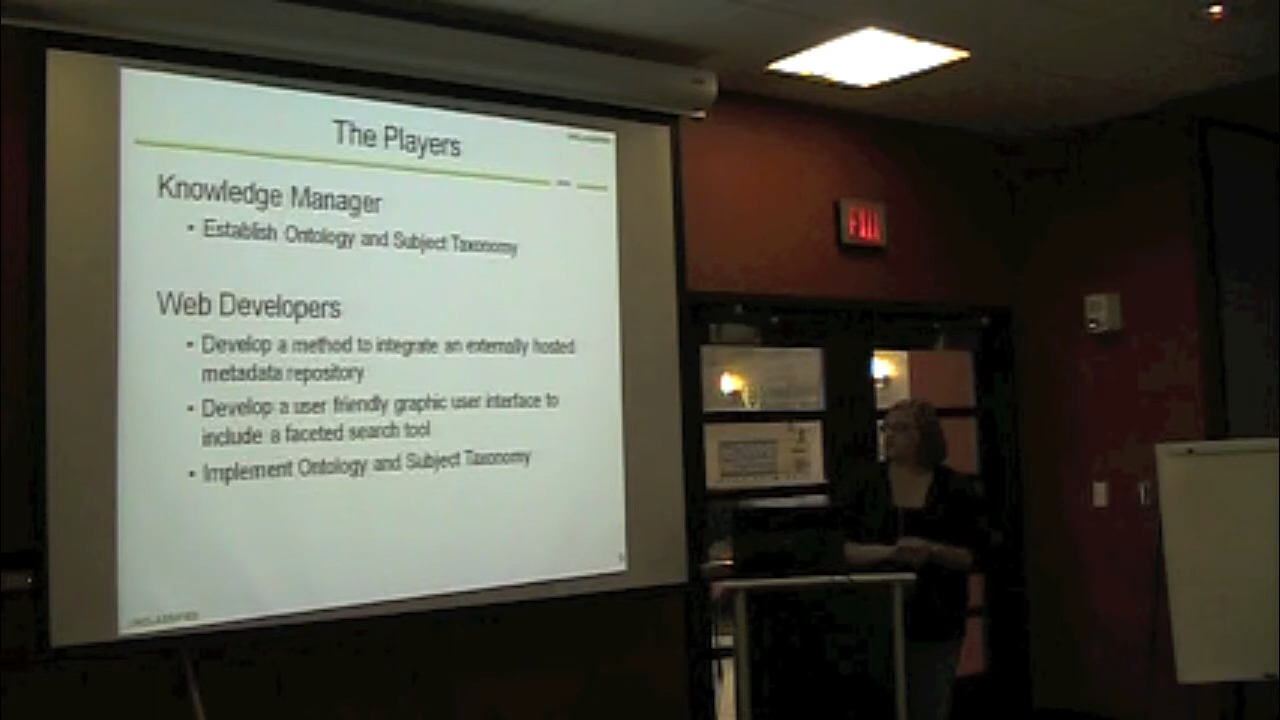 The Players
Knowledge Manager
• Establish Ontology and Subject Taxonomy
Web Developers
• Develop a method to integrate an externally hosted
metadata repository
• Develop a user friendly graphic user interface to
include a faceted search tool
• Implement Ontology and Subject Taxonomy
UNCLASSIFIED